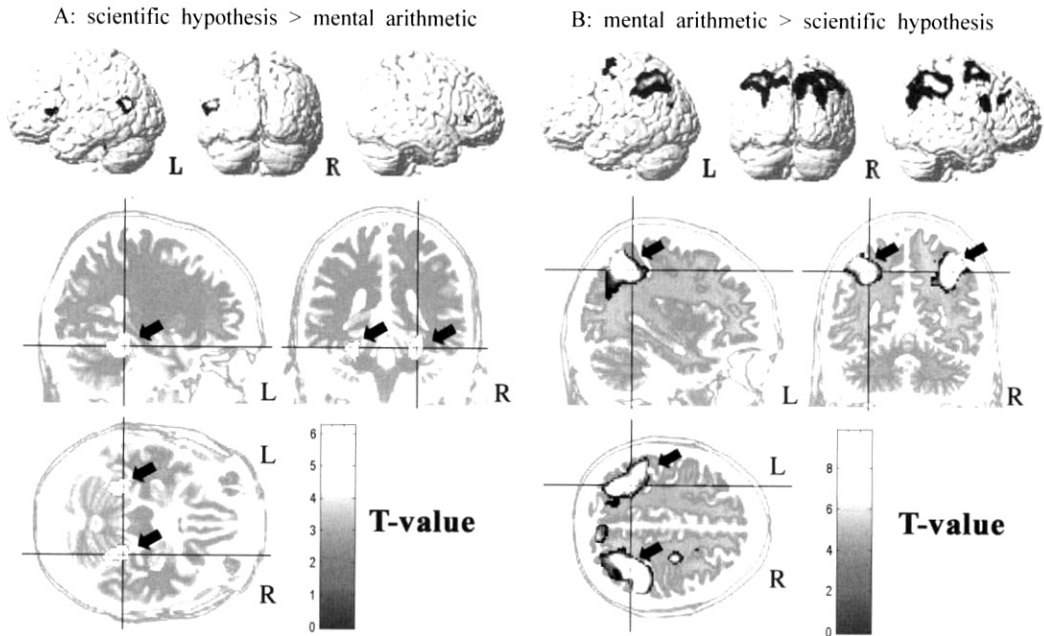 A: scientific hypothesis > mental arithmetic
L
R
L
R
L
R
6
5
4
3
2
1
0
T-value
B: mental arithmetic > scientific hypothesis
L
R
L
R
L
R
8
6
4
2
0
T-value